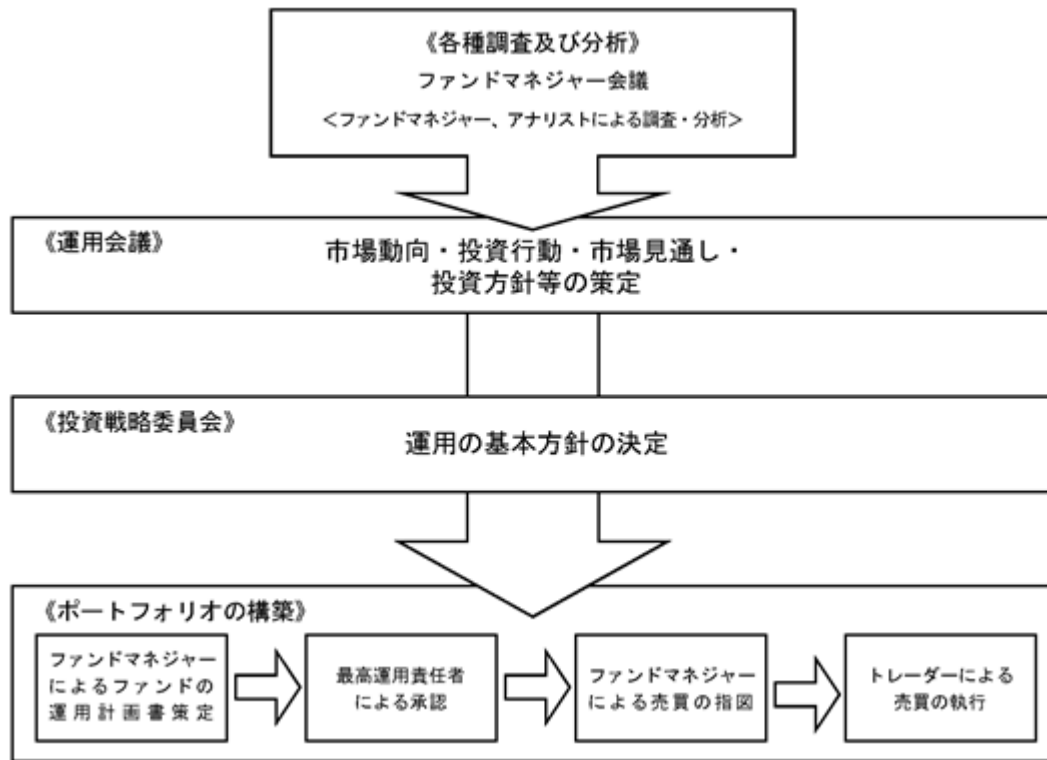 《各種調査及び分析》
ファンドマネジャー会議
＜ファンドマネジャー、アナリストによる調査・分析＞
《運用会議》
市場動向・投資行動・市場見通し・
投資方針等の策定
《投資戦略委員会》
運用の基本方針の決定
《ポートフォリオの構築》
ファンドマネジャー
によるファンドの
運用計画書策定
最高運用責任者
による承認
ファンドマネジャー
による売買の指図
トレーダーによる
売買の執行